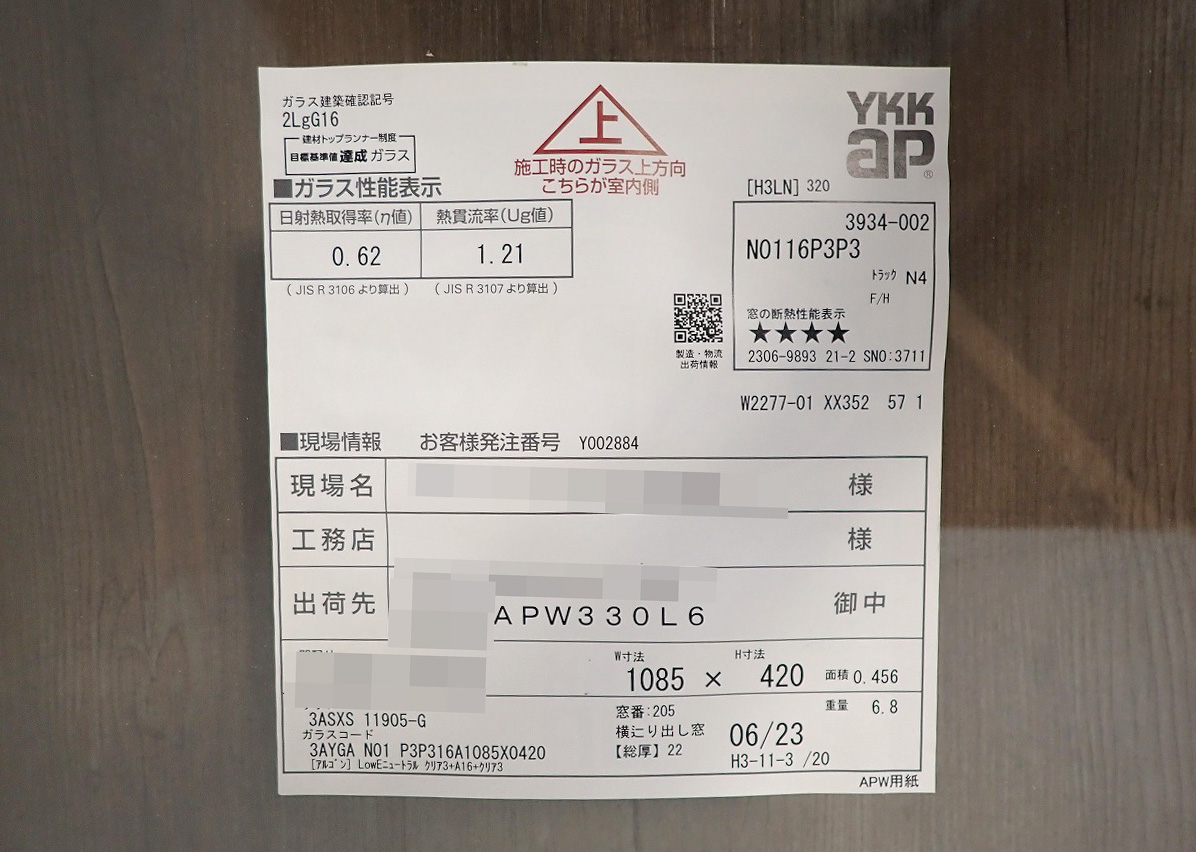 ガラス建築確認記号
2LgG16
建材トップランナー制度
目標基準値 達成 ガラス
上
施工時のガラス上方向
こちらが室内側
YKK
ap®
■ガラス性能表示
日射熱取得率(η値) 熱貫流率(Ug値)
0.62 1.21
( JIS R 3106 より算出 ) ( JIS R 3107 より算出 )
[H3LN] 320
3934-002
N0116P3P3
トラック N4
F/H
窓の断熱性能表示
★★★★
2306-9893 21-2 SNO:3711
製造・物流
出荷情報
W2277-01 XX352 57 1
■現場情報 お客様発注番号 Y002884
現場名 様
工務店 様
出荷先 御中
APW330L6
W寸法 H寸法
1085 × 420 面積 0.456
3ASXS 11905-G
ガラスコード
3AYGA N01 P3P316A1085X0420
[アルゴン] LowEニュートラル クリア3+A16+クリア3
窓番:205
横辷り出し窓
【総厚】22
重量 6.8
06/23
H3-11-3 /20
APW用紙